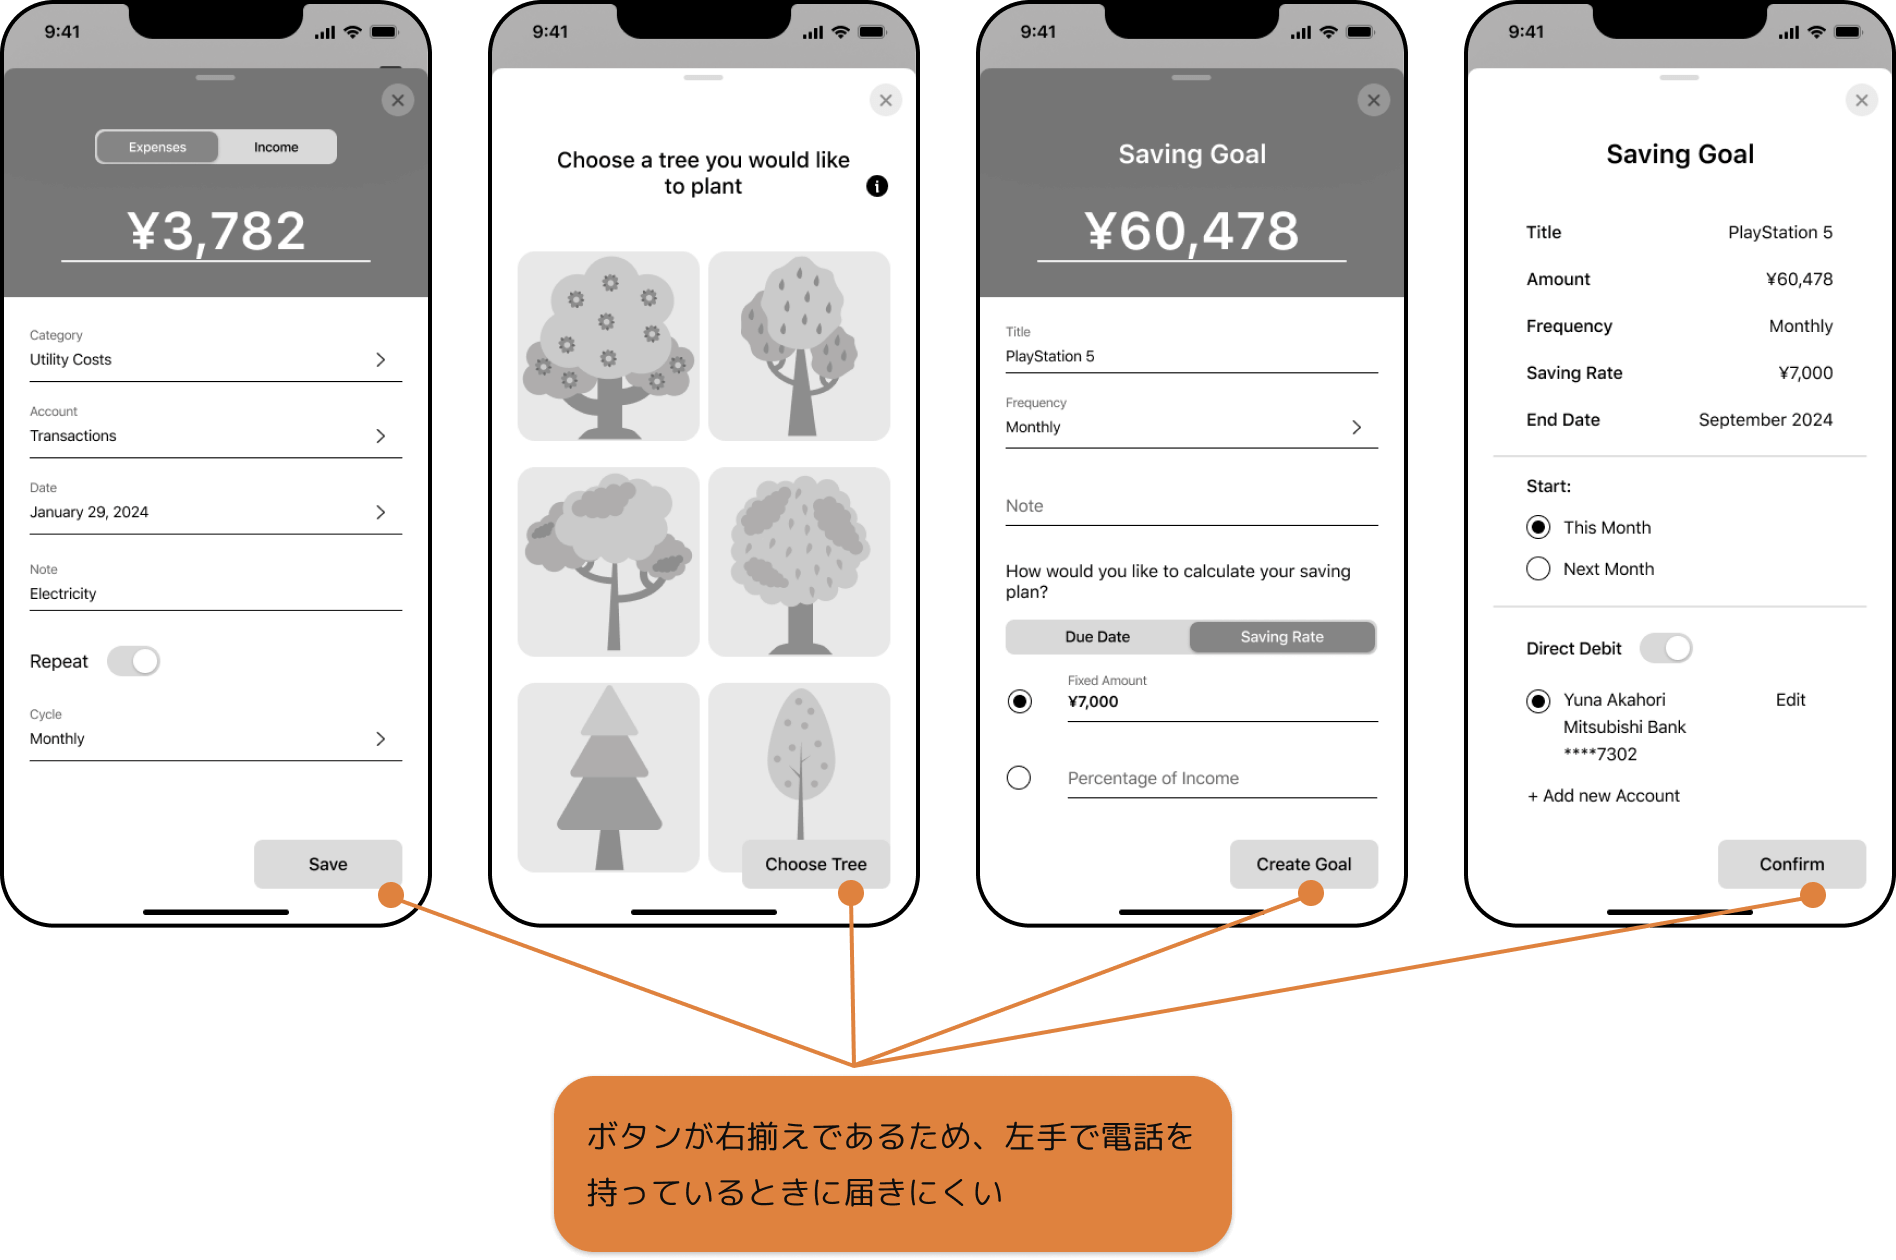 9:41
Expenses
Income
¥3,782
Category
Utility Costs
Account
Transactions
Date
January 29, 2024
Note
Electricity
Repeat
Cycle
Monthly
Save
9:41
Choose a tree you would like
to plant
Choose Tree
9:41
Saving Goal
¥60,478
Title
PlayStation 5
Frequency
Monthly
Note
How would you like to calculate your saving
plan?
Due Date
Saving Rate
Fixed Amount
¥7,000
Percentage of Income
Create Goal
9:41
Saving Goal
Title PlayStation 5
Amount ¥60,478
Frequency Monthly
Saving Rate ¥7,000
End Date September 2024
Start:
This Month
Next Month
Direct Debit
Yuna Akahori Edit
Mitsubishi Bank
****7302
+ Add new Account
Confirm
ボタンが右揃えであるため、左手で電話を
持っているときに届きにくい